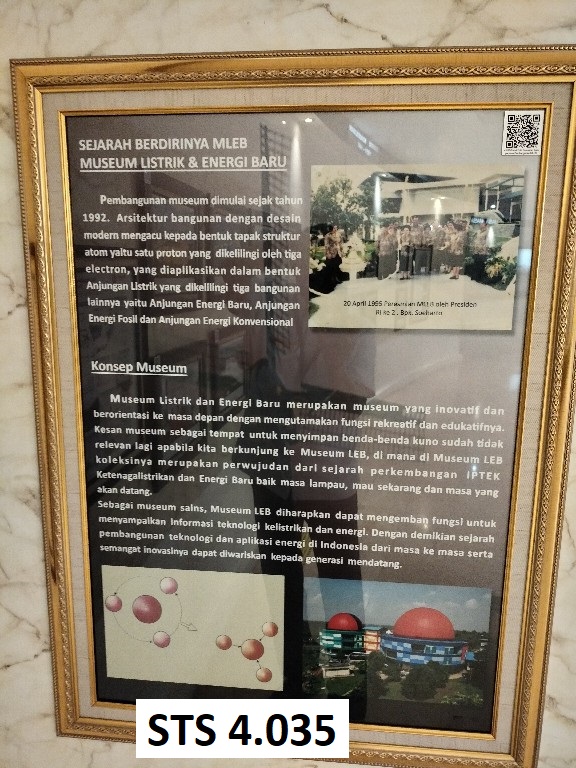 SEJARAH BERDIRINYA MLEB
MUSEUM LISTRIK & ENERGI BARU
Pembangunan museum dimulai sejak tahun
1992. Arsitektur bangunan dengan desain
modern mengacu kepada bentuk tapak struktur
atom yaitu satu proton yang dikelilingi oleh tiga
electron, yang diaplikasikan dalam bentuk
Anjungan Listrik yang dikelilingi tiga bangunan
lainnya yaitu Anjungan Energi Baru, Anjungan
Energi Fosil dan Anjungan Energi Konvensional
20 April 1995 Peresmian MLEB oleh Presiden
RI ke 2, Bpk. Soeharto
Konsep Museum
Museum Listrik dan Energi Baru merupakan museum yang inovatif dan
berorientasi ke masa depan dengan mengutamakan fungsi rekreatif dan edukatifnya.
Kesan museum sebagai tempat untuk menyimpan benda-benda kuno sudah tidak
relevan lagi apabila kita berkunjung ke Museum LEB, di mana di Museum LEB
koleksinya merupakan perwujudan dari sejarah perkembangan IPTEK
Ketenagalistrikan dan Energi Baru baik masa lampau, mau sekarang dan masa yang
akan datang.
Sebagai museum sains, Museum LEB diharapkan dapat mengemban fungsi untuk
menyampaikan informasi teknologi kelistrikan dan energi. Dengan demikian sejarah
pembangunan teknologi dan aplikasi energi di Indonesia dari masa ke masa serta
semangat inovasinya dapat diwariskan kepada generasi mendatang.
STS 4.035